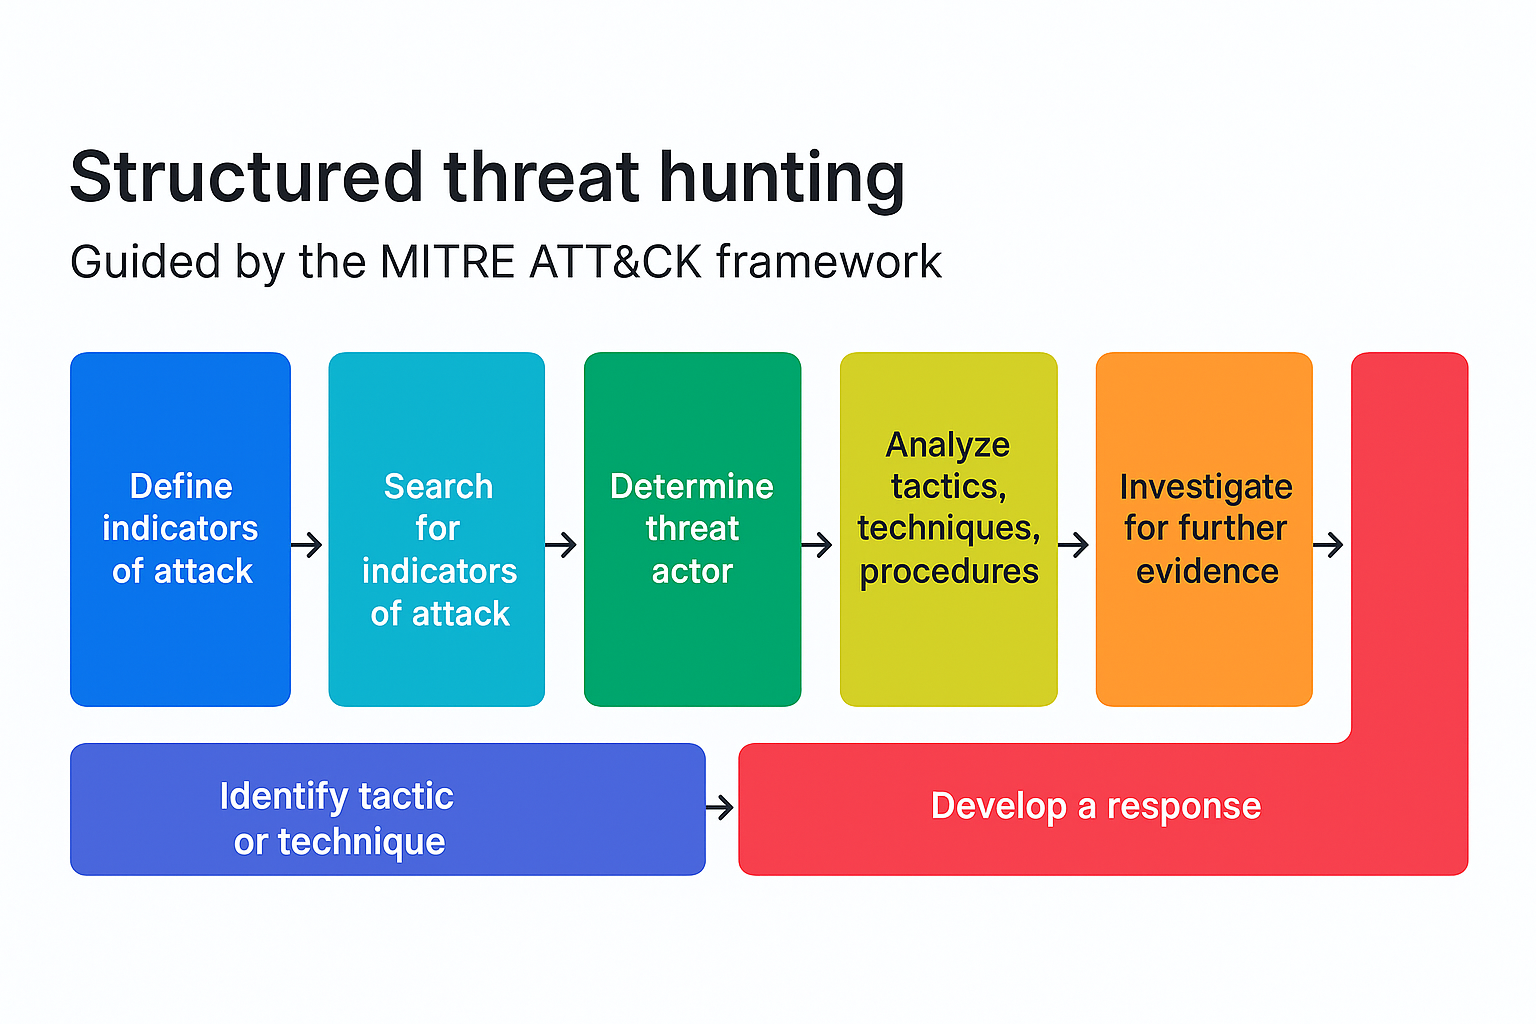 Structured threat hunting
Guided by the MITRE ATT&CK framework
Define
indicators
of attack
Search
for
indicators
of attack
Determine
threat
actor
Analyze
tactics,
techniques,
procedures
Investigate
for further
evidence
Identify tactic
or technique
Develop a response